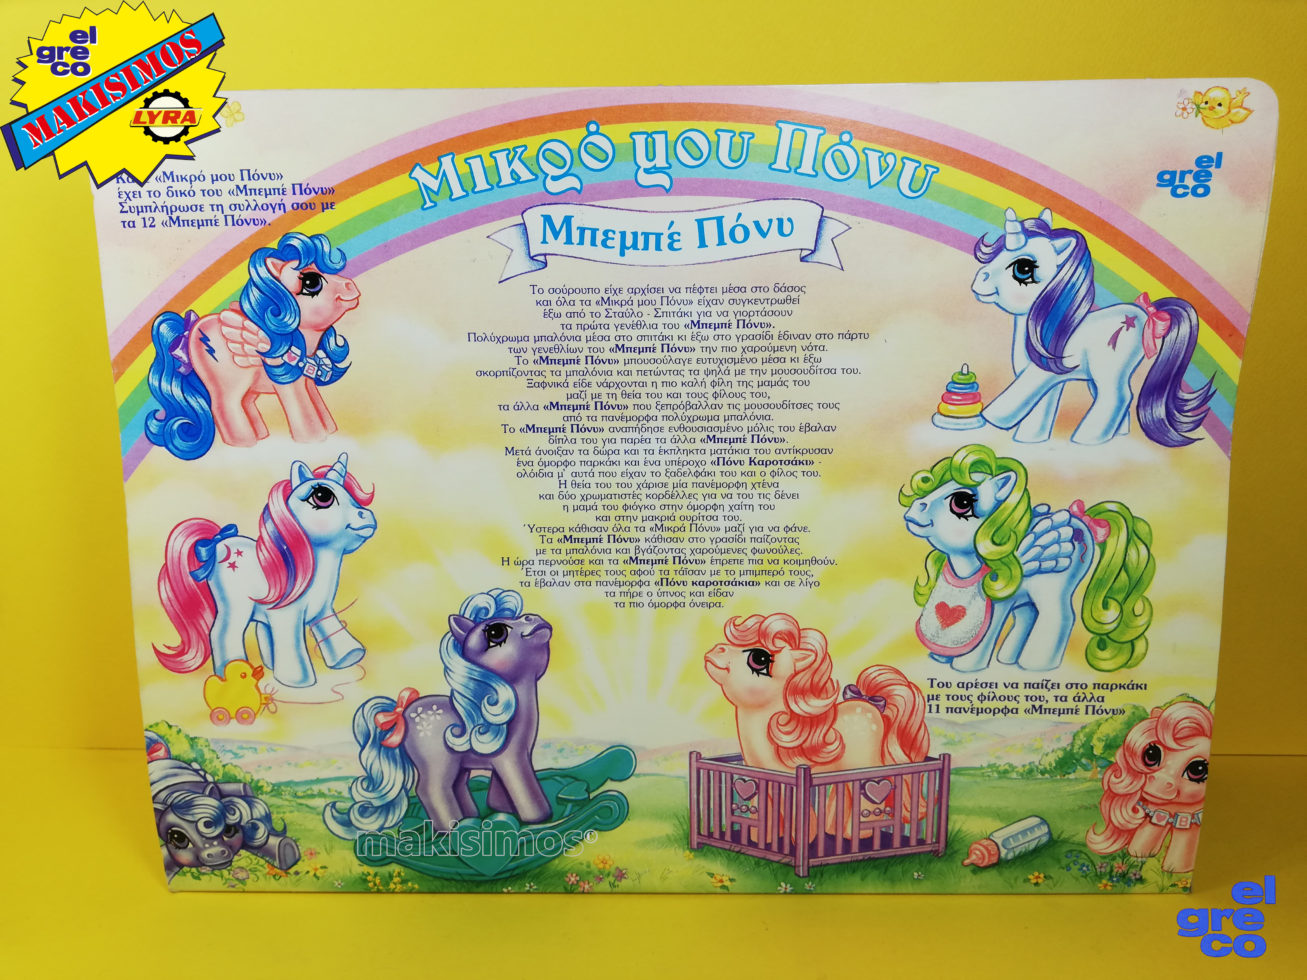 el
greco
MAKISIMOS
LYRA
«Μικρό μου Πόνυ»
έχει το δικό του «Μπεμπέ Πόνυ»
Συμπλήρωσε τη συλλογή σου με
τα 12 «Μπεμπέ Πόνυ».
Μικρό μου Πόνυ
el
greco
Μπεμπέ Πόνυ
Το σούρουπο είχε αρχίσει να πέφτει μέσα στο δάσος
και όλα τα «Μικρά μου Πόνυ» είχαν συγκεντρωθεί
έξω από το Σταύλο - Σπιτάκι για να γιορτάσουν
τα πρώτα γενέθλια του «Μπεμπέ Πόνυ».
Πολύχρωμα μπαλόνια μέσα στο σπιτάκι κι έξω στο γρασίδι έδιναν στο πάρτυ
των γενεθλίων του «Μπεμπέ Πόνυ» την πιο χαρούμενη νότα.
Το «Μπεμπέ Πόνυ» μπουσούλαγε ευτυχισμένο μέσα κι έξω
σκορπίζοντας τα μπαλόνια και πετώντας τα ψηλά με την μουσουδίτσα του.
Ξαφνικά είδε νάρχονται η πιο καλή φίλη της μαμάς του
μαζί με τη θεία του και τους φίλους του,
τα άλλα «Μπεμπέ Πόνυ» που ξεπρόβαλλαν τις μουσουδίτσες τους
από τα πανέμορφα πολύχρωμα μπαλόνια.
Το «Μπεμπέ Πόνυ» αναπήδησε ενθουσιασμένο μόλις του έβαλαν
δίπλα του για παρέα τα άλλα «Μπεμπέ Πόνυ».
Μετά άνοιξαν τα δώρα και τα έκπληκτα ματάκια του αντίκρυσαν
ένα όμορφο παρκάκι και ένα υπέροχο «Πόνυ Καροτσάκι» -
ολόιδια μ' αυτά που είχαν το ξαδελφάκι του και ο φίλος του.
Η θεία του του χάρισε μία πανέμορφη χτένα
και δύο χρωματιστές κορδέλλες για να του τις δένει
η μαμά του φιόγκο στην όμορφη χαίτη του
και στην μακριά ουρίτσα του.
Ύστερα κάθισαν όλα τα «Μικρά Πόνυ» μαζί για να φάνε.
Τα «Μπεμπέ Πόνυ» κάθισαν στο γρασίδι παίζοντας
με τα μπαλόνια και βγάζοντας χαρούμενες φωνούλες.
Η ώρα περνούσε και τα «Μπεμπέ Πόνυ» έπρεπε πια να κοιμηθούν.
Έτσι οι μητέρες τους αφού τα τάϊσαν με το μπιμπερό τους,
τα έβαλαν στα πανέμορφα «Πόνυ καροτσάκια» και σε λίγο
τα πήρε ο ύπνος και είδαν
τα πιο όμορφα όνειρα.
Του αρέσει να παίζει στο παρκάκι
με τους φίλους του, τα άλλα
11 πανέμορφα «Μπεμπέ Πόνυ»
makisimos©
el
greco